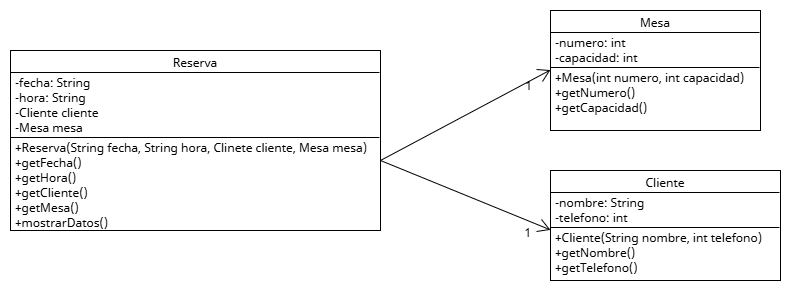 Reserva
-fecha: String
-hora: String
-Cliente cliente
-Mesa mesa
+Reserva(String fecha, String hora, Clinete cliente, Mesa mesa)
+getFecha()
+getHora()
+getCliente()
+getMesa()
+mostrarDatos()
Mesa
-numero: int
-capacidad: int
+Mesa(int numero, int capacidad)
+getNumero()
+getCapacidad()
1
Cliente
-nombre: String
-telefono: int
+Cliente(String nombre, int telefono)
+getNombre()
+getTelefono()
1